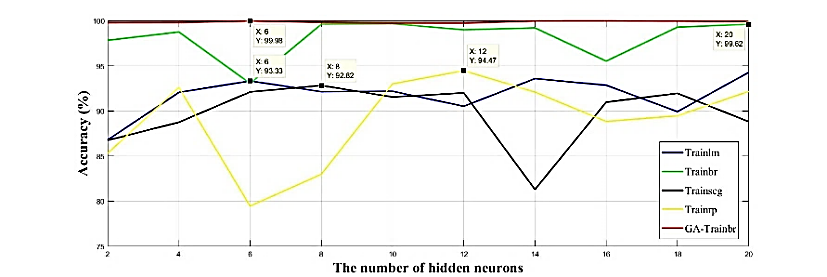 100
95
90
85
80
75
Accuracy (%)
X: 6
Y: 99.98
X: 6
Y: 93.33
X: 8
Y: 92.82
X: 12
Y: 94.47
X: 20
Y: 99.62
Trainlm
Trainbr
Trainscg
Trainrp
GA-Trainbr
2 4 6 8 10 12 14 16 18 20
The number of hidden neurons